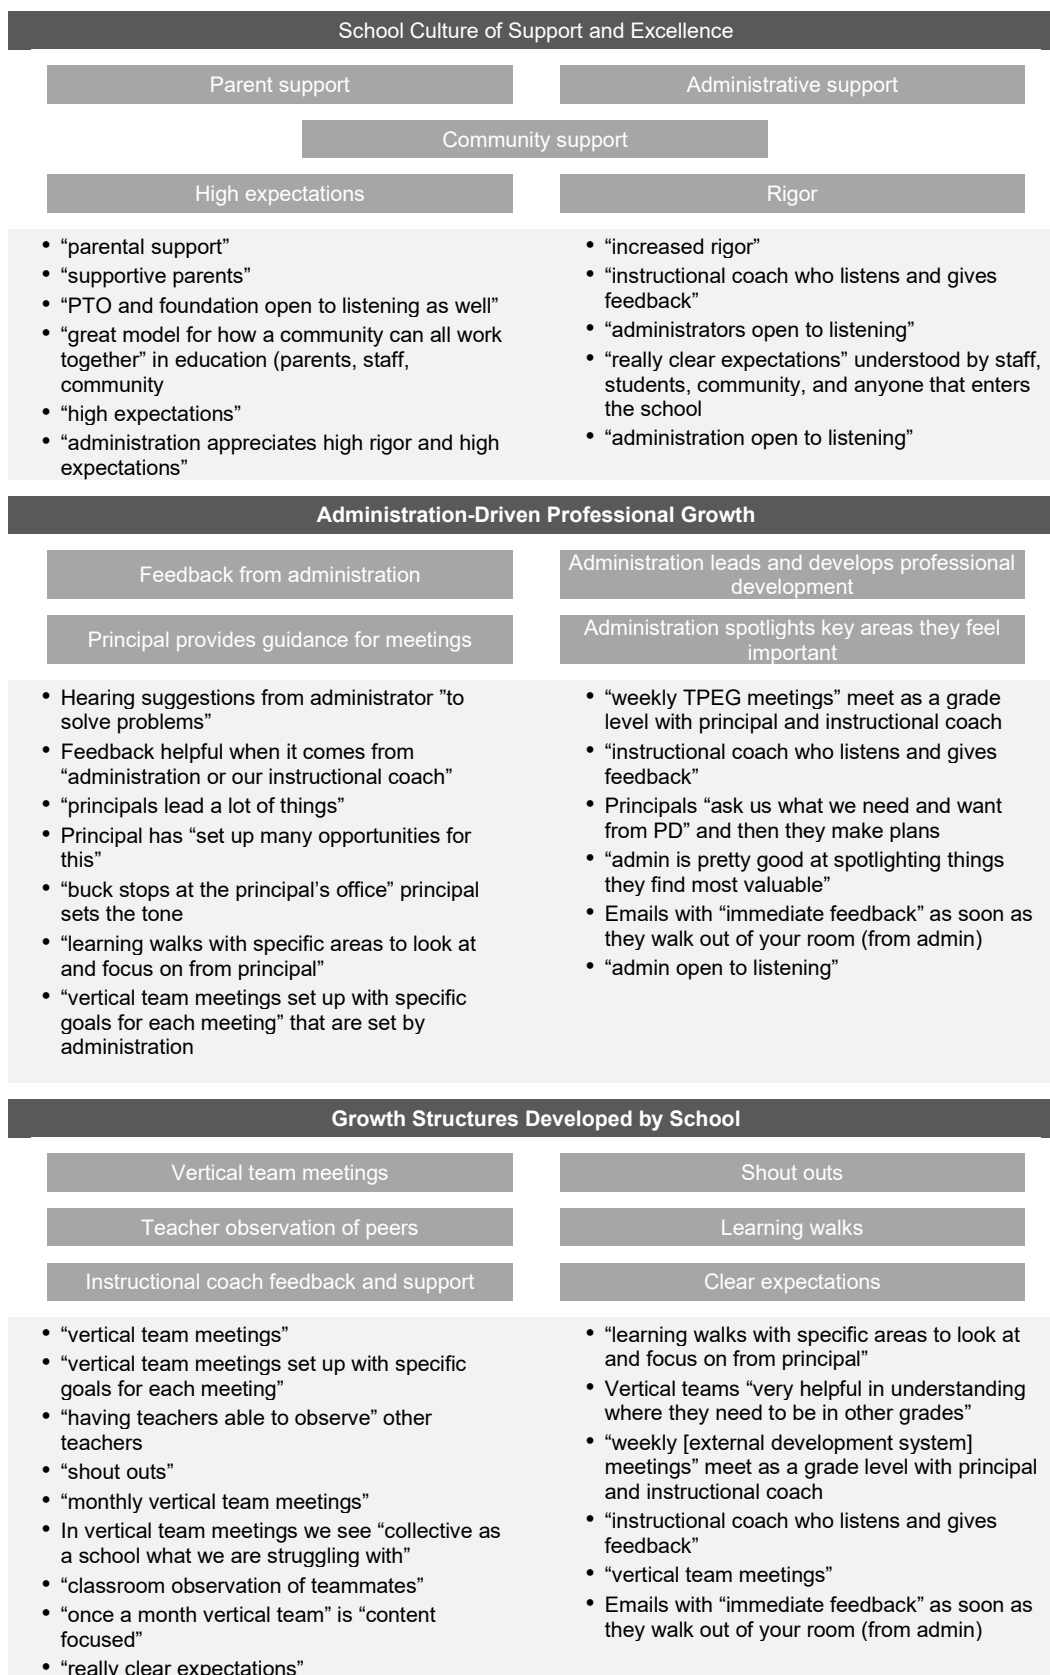 School Culture of Support and Excellence
Parent support
Administrative support
Community support
High expectations
Rigor
• “parental support”
• “supportive parents”
• “PTO and foundation open to listening as well”
• “great model for how a community can all work
together” in education (parents, staff,
community
• “high expectations”
• “administration appreciates high rigor and high
expectations”
• “increased rigor”
• “instructional coach who listens and gives
feedback”
• “administrators open to listening”
• “really clear expectations” understood by staff,
students, community, and anyone that enters
the school
• “administration open to listening”
Administration-Driven Professional Growth
Feedback from administration
Administration leads and develops professional
development
Principal provides guidance for meetings
Administration spotlights key areas they feel
important
• Hearing suggestions from administrator ”to
solve problems”
• Feedback helpful when it comes from
“administration or our instructional coach”
• “principals lead a lot of things”
• Principal has “set up many opportunities for
this”
• “buck stops at the principal’s office” principal
sets the tone
• “learning walks with specific areas to look at
and focus on from principal”
• “vertical team meetings set up with specific
goals for each meeting” that are set by
administration
• “weekly TPEG meetings” meet as a grade
level with principal and instructional coach
• “instructional coach who listens and gives
feedback”
• Principals “ask us what we need and want
from PD” and then they make plans
• “admin is pretty good at spotlighting things
they find most valuable”
• Emails with “immediate feedback” as soon as
they walk out of your room (from admin)
• “admin open to listening”
Growth Structures Developed by School
Vertical team meetings
Shout outs
Teacher observation of peers
Learning walks
Instructional coach feedback and support
Clear expectations
• “vertical team meetings”
• “vertical team meetings set up with specific
goals for each meeting”
• “having teachers able to observe” other
teachers
• “shout outs”
• “monthly vertical team meetings”
• In vertical team meetings we see “collective as
a school what we are struggling with”
• “classroom observation of teammates”
• “once a month vertical team” is “content
focused”
• “really clear expectations”
• “learning walks with specific areas to look at
and focus on from principal”
• Vertical teams “very helpful in understanding
where they need to be in other grades”
• “weekly [external development system]
meetings” meet as a grade level with principal
and instructional coach
• “instructional coach who listens and gives
feedback”
• “vertical team meetings”
• Emails with “immediate feedback” as soon as
they walk out of your room (from admin)